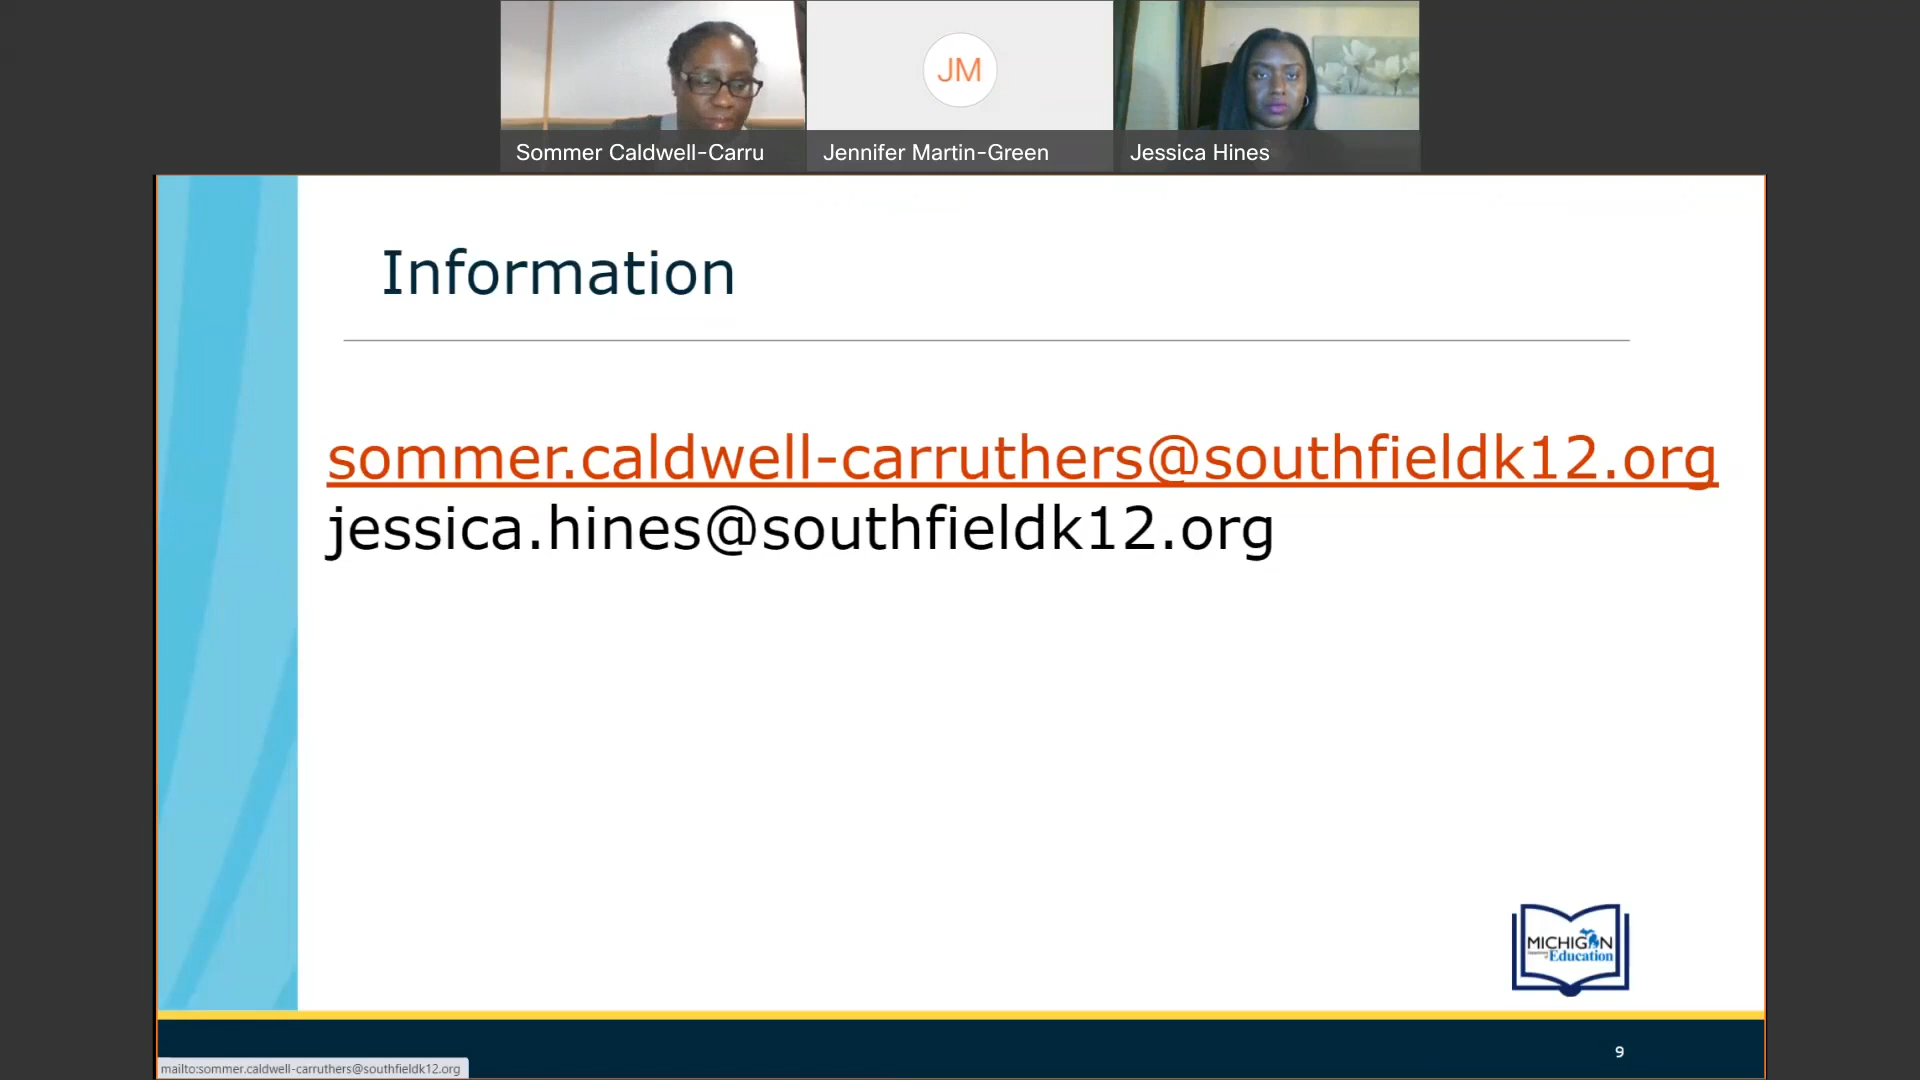 JM
Sommer Caldwell-Carru
Jennifer Martin-Green
Jessica Hines
Information
sommer.caldwell-carruthers@southfieldk12.org
jessica.hines@southfieldk12.org
MICHIGAN
Education
9
mailto:sommer.caldwell-carruthers@southfieldk12.org